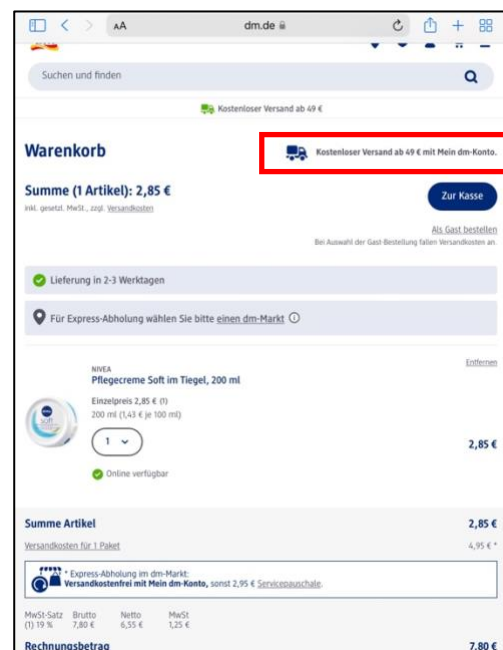 AA
dm.de
Suchen und finden
Kostenloser Versand ab 49 €
Warenkorb
Kostenloser Versand ab 49 € mit Mein dm-Konto.
Summe (1 Artikel): 2,85 €
inkl. gesetzl. MwSt., zzgl. Versandkosten
Zur Kasse
Als Gast bestellen
Bei Auswahl der Gast-Bestellung fallen Versandkosten an.
Lieferung in 2-3 Werktagen
Für Express-Abholung wählen Sie bitte einen dm-Markt
Entfernen
NIVEA
Pflegecreme Soft im Tiegel, 200 ml
Einzelpreis 2,85 € (1)
200 ml (1,43 € je 100 ml)
1
2,85 €
Online verfügbar
Summe Artikel 2,85 €
Versandkosten für 1 Paket 4,95 € *
* Express-Abholung im dm-Markt:
Versandkostenfrei mit Mein dm-Konto, sonst 2,95 € Servicepauschale.
MwSt-Satz Brutto Netto MwSt
(1) 19 % 7,80 € 6,55 € 1,25 €
Rechnungsbetrag 7,80 €